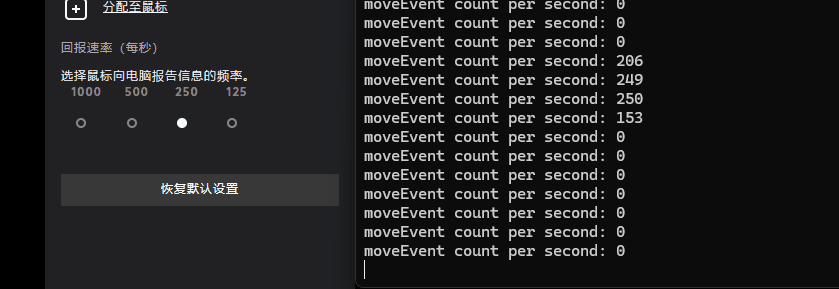 分配至鼠标
回报速率（每秒）
选择鼠标向电脑报告信息的频率。
1000 500 250 125
恢复默认设置
moveEvent count per second: 0
moveEvent count per second: 0
moveEvent count per second: 0
moveEvent count per second: 206
moveEvent count per second: 249
moveEvent count per second: 250
moveEvent count per second: 153
moveEvent count per second: 0
moveEvent count per second: 0
moveEvent count per second: 0
moveEvent count per second: 0
moveEvent count per second: 0
moveEvent count per second: 0
moveEvent count per second: 0